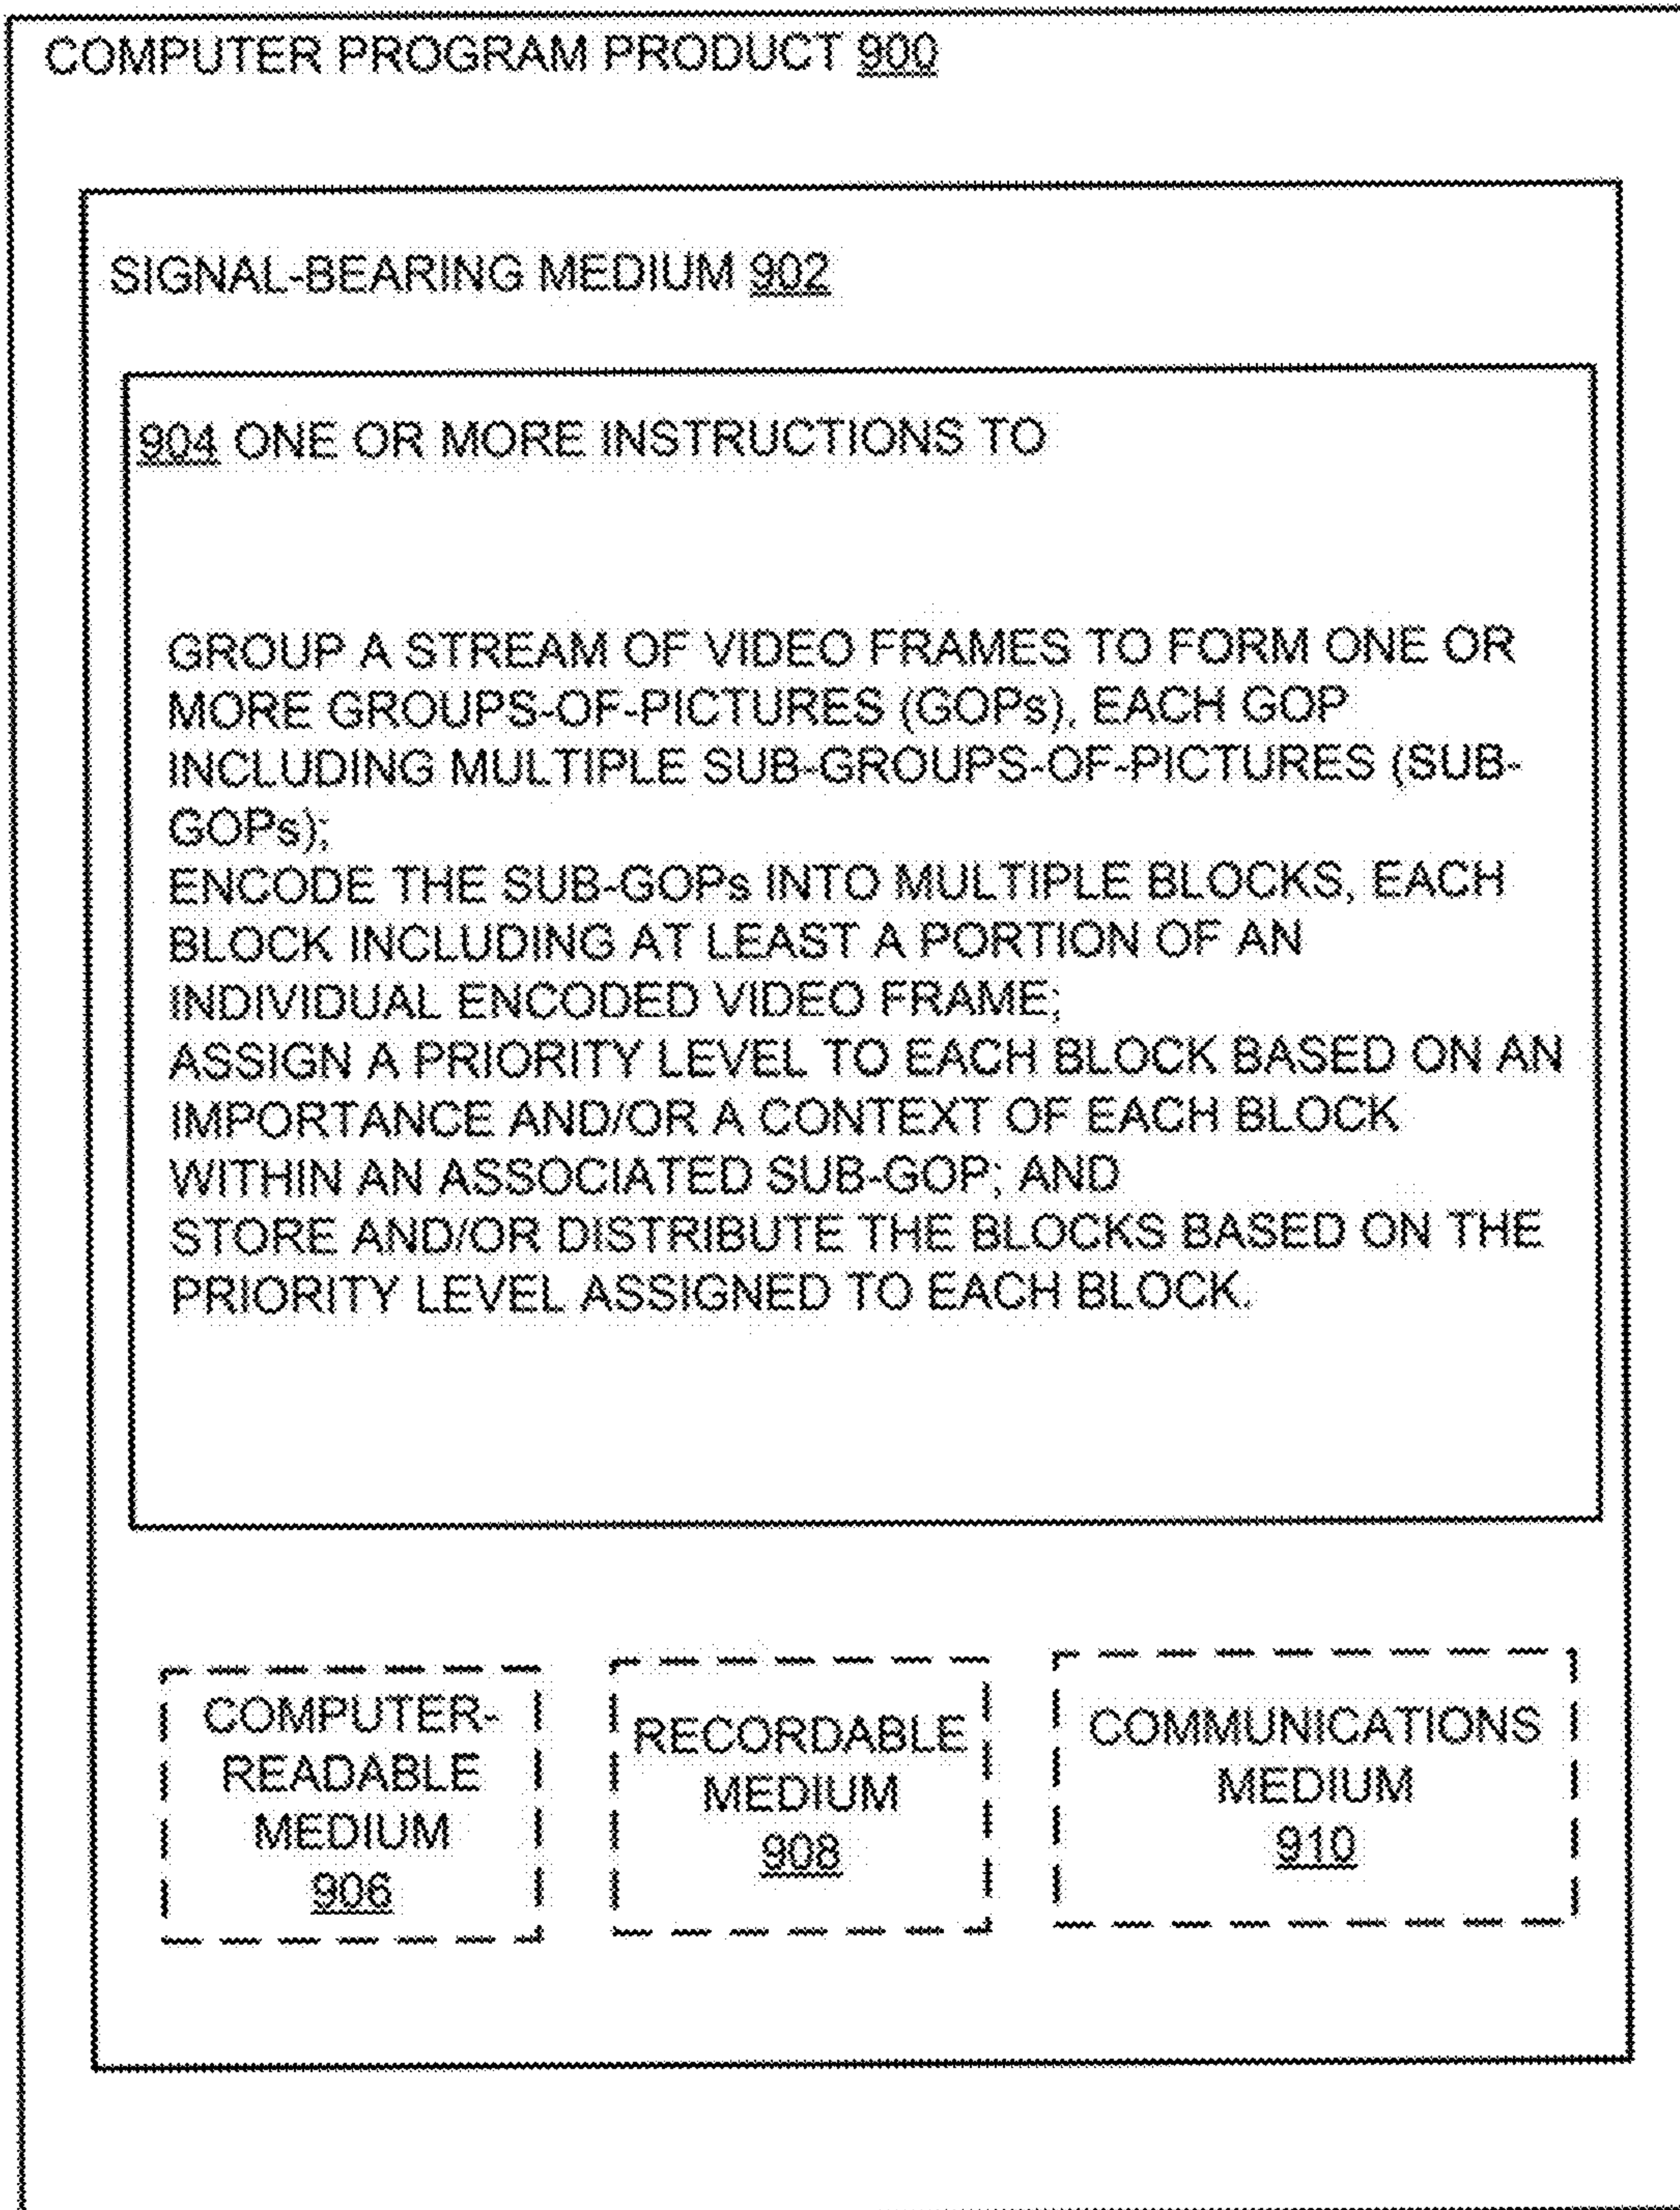 COMPUTER PROGRAM PRODUCT 900
SIGNAL-BEARING MEDIUM 902
904 ONE OR MORE INSTRUCTIONS TO
GROUP A STREAM OF VIDEO FRAMES TO FORM ONE OR
MORE GROUPS-OF-PICTURES (GOPs), EACH GOP
INCLUDING MULTIPLE SUB-GROUPS-OF-PICTURES (SUB-
GOPs);
ENCODE THE SUB-GOPs INTO MULTIPLE BLOCKS, EACH
BLOCK INCLUDING AT LEAST A PORTION OF AN
INDIVIDUAL ENCODED VIDEO FRAME;
ASSIGN A PRIORITY LEVEL TO EACH BLOCK BASED ON AN
IMPORTANCE AND/OR A CONTEXT OF EACH BLOCK
WITHIN AN ASSOCIATED SUB-GOP; AND
STORE AND/OR DISTRIBUTE THE BLOCKS BASED ON THE
PRIORITY LEVEL ASSIGNED TO EACH BLOCK.
COMPUTER-
READABLE
MEDIUM
906
RECORDABLE
MEDIUM
908
COMMUNICATIONS
MEDIUM
910